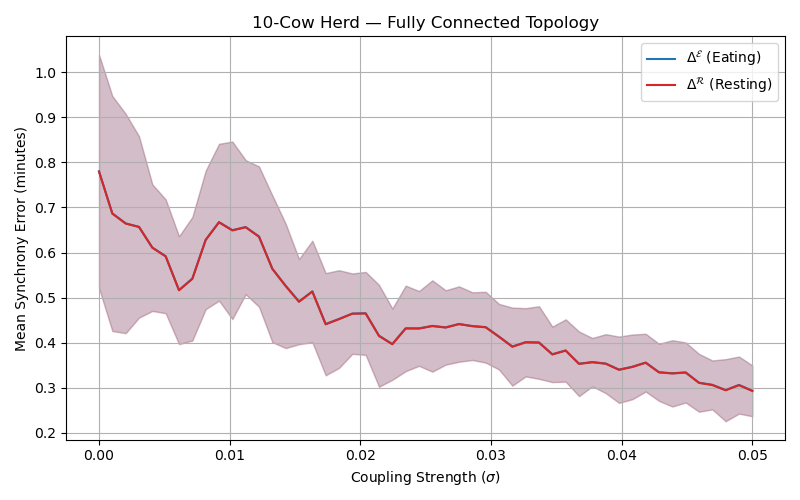 10-Cow Herd — Fully Connected Topology
Δ^ℰ (Eating)
Δ^ℛ (Resting)
Mean Synchrony Error (minutes)
1.0
0.9
0.8
0.7
0.6
0.5
0.4
0.3
0.2
0.00 0.01 0.02 0.03 0.04 0.05
Coupling Strength (σ)